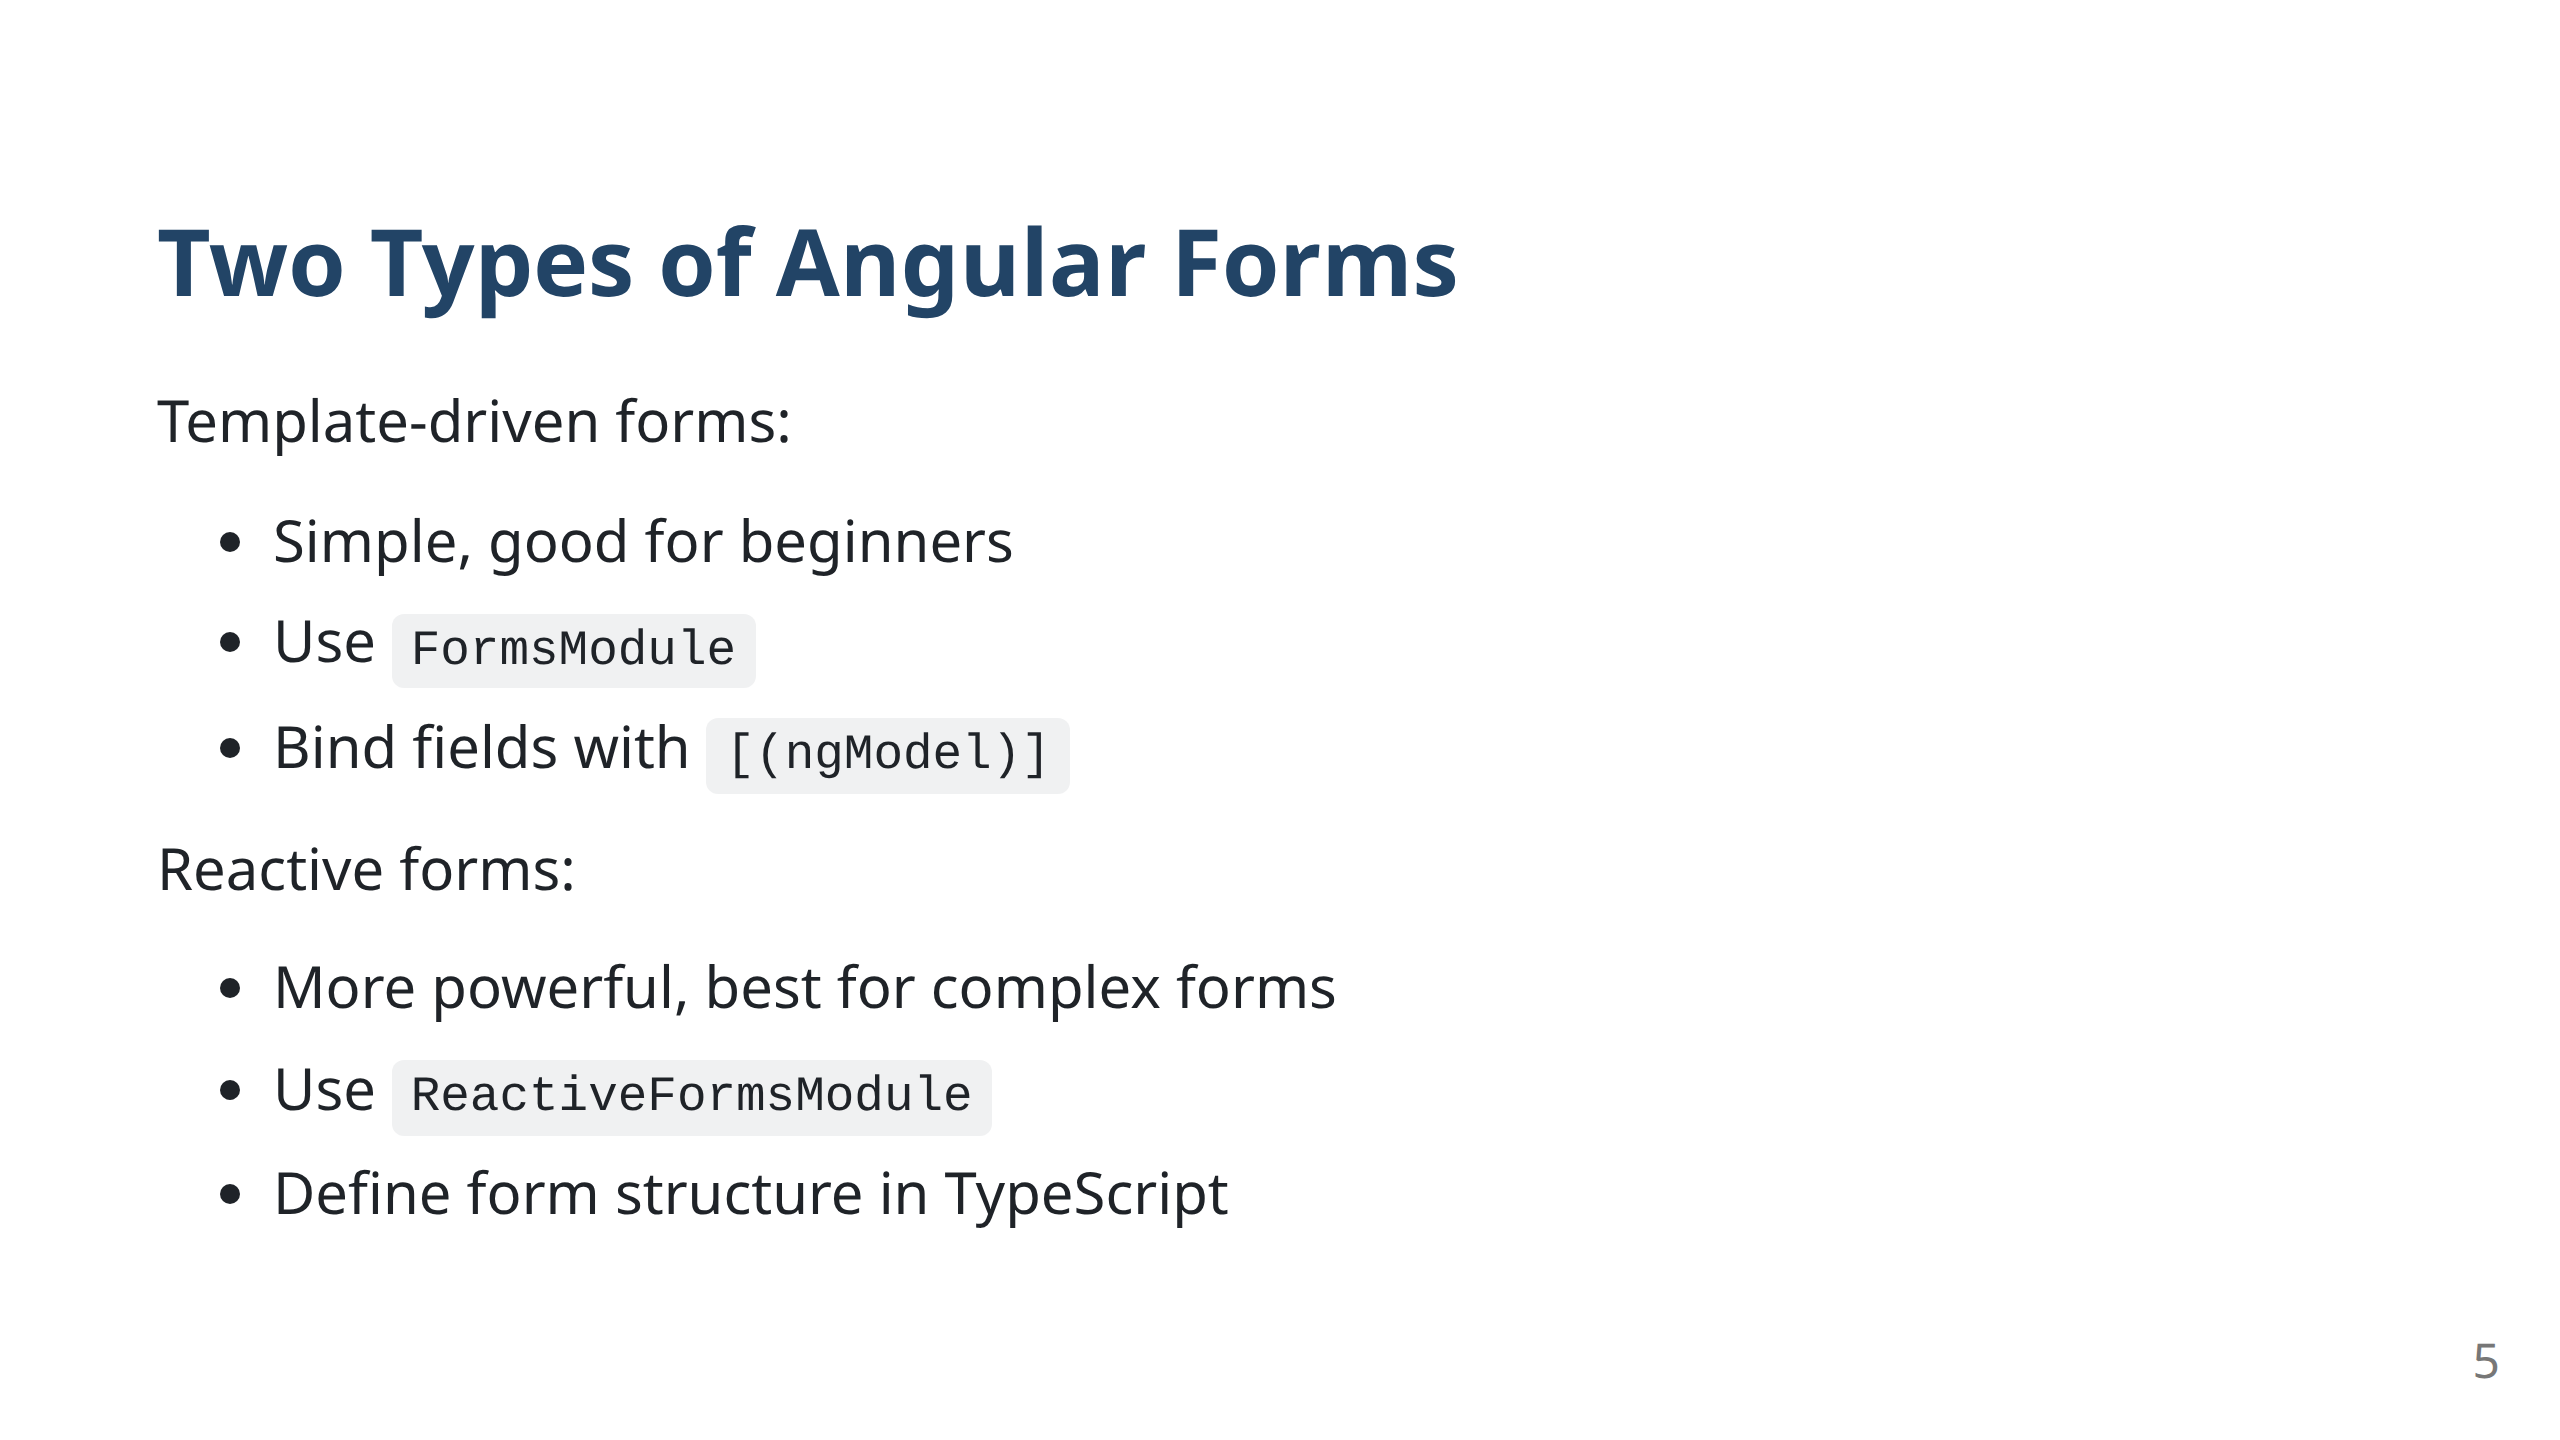 Two Types of Angular Forms
Template-driven forms:
• Simple, good for beginners
• Use FormsModule
• Bind fields with [(ngModel)]
Reactive forms:
• More powerful, best for complex forms
• Use ReactiveFormsModule
• Define form structure in TypeScript
5